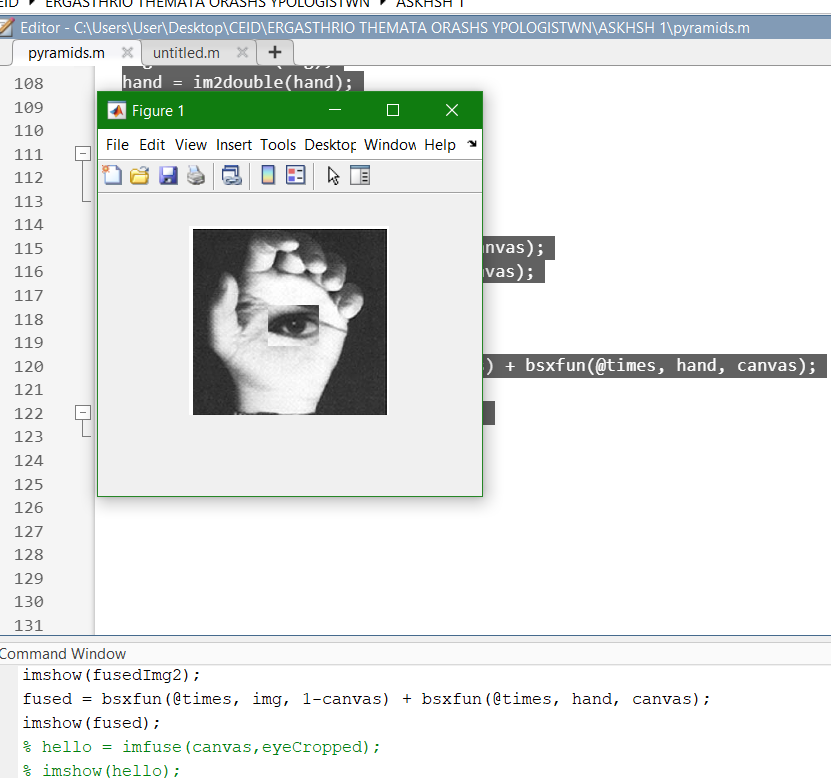 CEID ▸ ERGASTHRIO THEMATA ORASHS YPOLOGISTWN ▸ ASKHSH 1
Editor - C:\Users\User\Desktop\CEID\ERGASTHRIO THEMATA ORASHS YPOLOGISTWN\ASKHSH 1\pyramids.m
pyramids.m × untitled.m × +
108 hand = im2double(hand);
109
Figure 1
110
File Edit View Insert Tools Desktop Window Help
111
112
113
114
115 nvas);
116 vas);
117
118
119
120 ) + bsxfun(@times, hand, canvas);
121
122
123
124
125
126
127
128
129
130
131
Command Window
imshow(fusedImg2);
fused = bsxfun(@times, img, 1-canvas) + bsxfun(@times, hand, canvas);
imshow(fused);
% hello = imfuse(canvas,eyeCropped);
% imshow(hello);